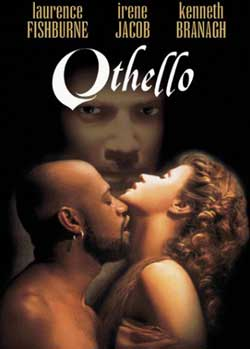 laurence irene kenneth
FISHBURNE JACOB BRANAGH
Othello